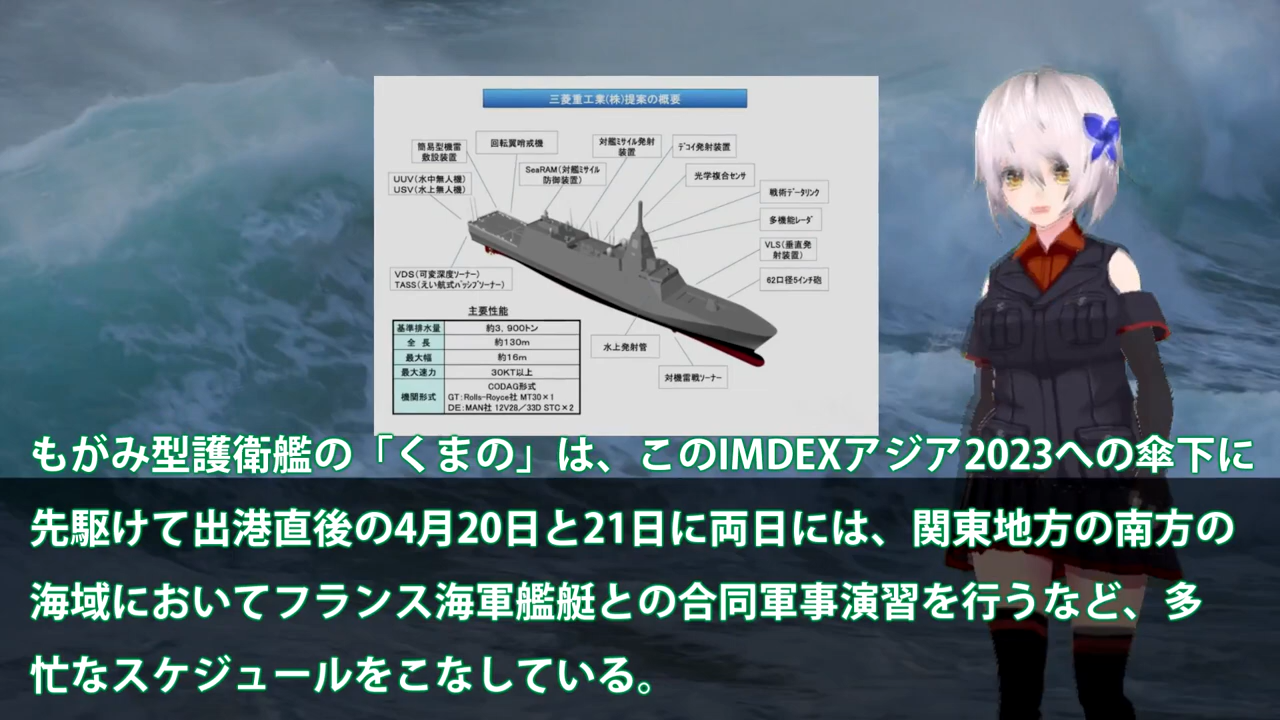 三菱重工業(株)提案の概要
簡易型機雷
敷設装置
回転翼哨戒機
対艦ミサイル発射
装置
デコイ発射装置
SeaRAM(対艦ミサイル
防御装置)
光学複合センサ
UUV(水中無人機)
USV(水上無人機)
戦術データリンク
多機能レーダ
VLS(垂直発
射装置)
62口径5インチ砲
VDS(可変深度ソーナー)
TASS(えい航式パッシブソーナー)
主要性能
基準排水量 約3,900トン
全長 約130m
最大幅 約16m
最大速力 30KT以上
機関形式 CODAG形式
GT:Rolls-Royce社 MT30×1
DE:MAN社 12V28/33D STC×2
水上発射管
対機雷戦ソーナー
もがみ型護衛艦の「くまの」は、このIMDEXアジア2023への傘下に
先駆けて出港直後の4月20日と21日に両日には、関東地方の南方の
海域においてフランス海軍艦艇との合同軍事演習を行うなど、多
忙なスケジュールをこなしている。